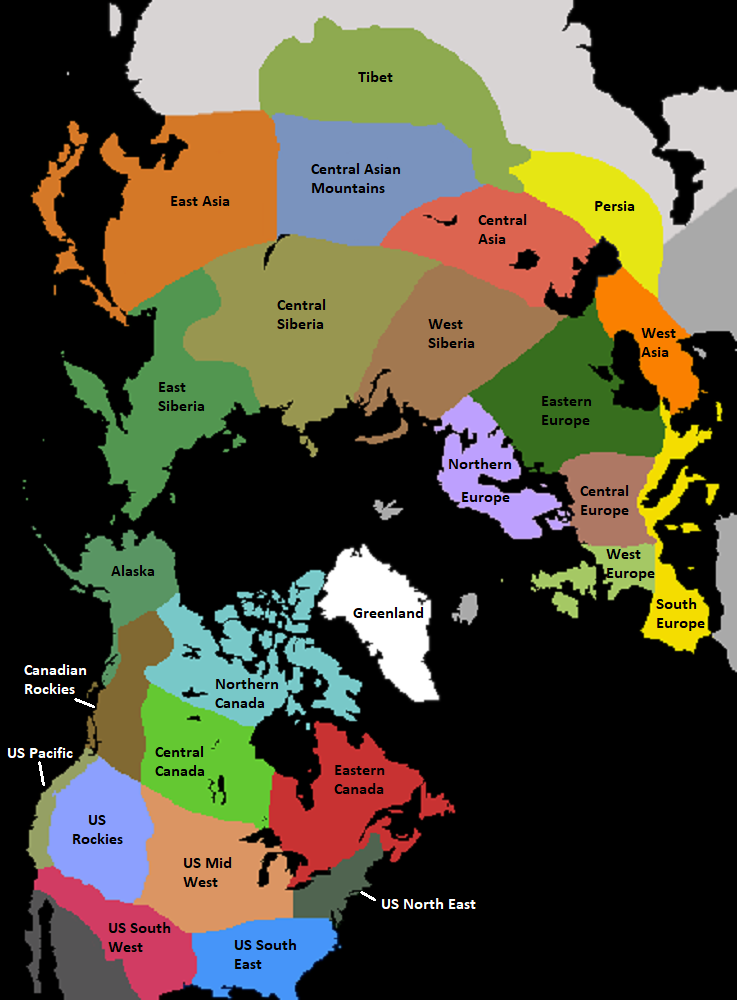 Tibet
Central Asian
Mountains
East Asia
Persia
Central
Asia
Central
Siberia
West
Siberia
West
Asia
East
Siberia
Eastern
Europe
Northern
Europe
Central
Europe
West
Europe
Alaska
South
Europe
Greenland
Canadian
Rockies
Northern
Canada
US Pacific
Central
Canada
Eastern
Canada
US
Rockies
US Mid
West
US North East
US South
West
US South
East